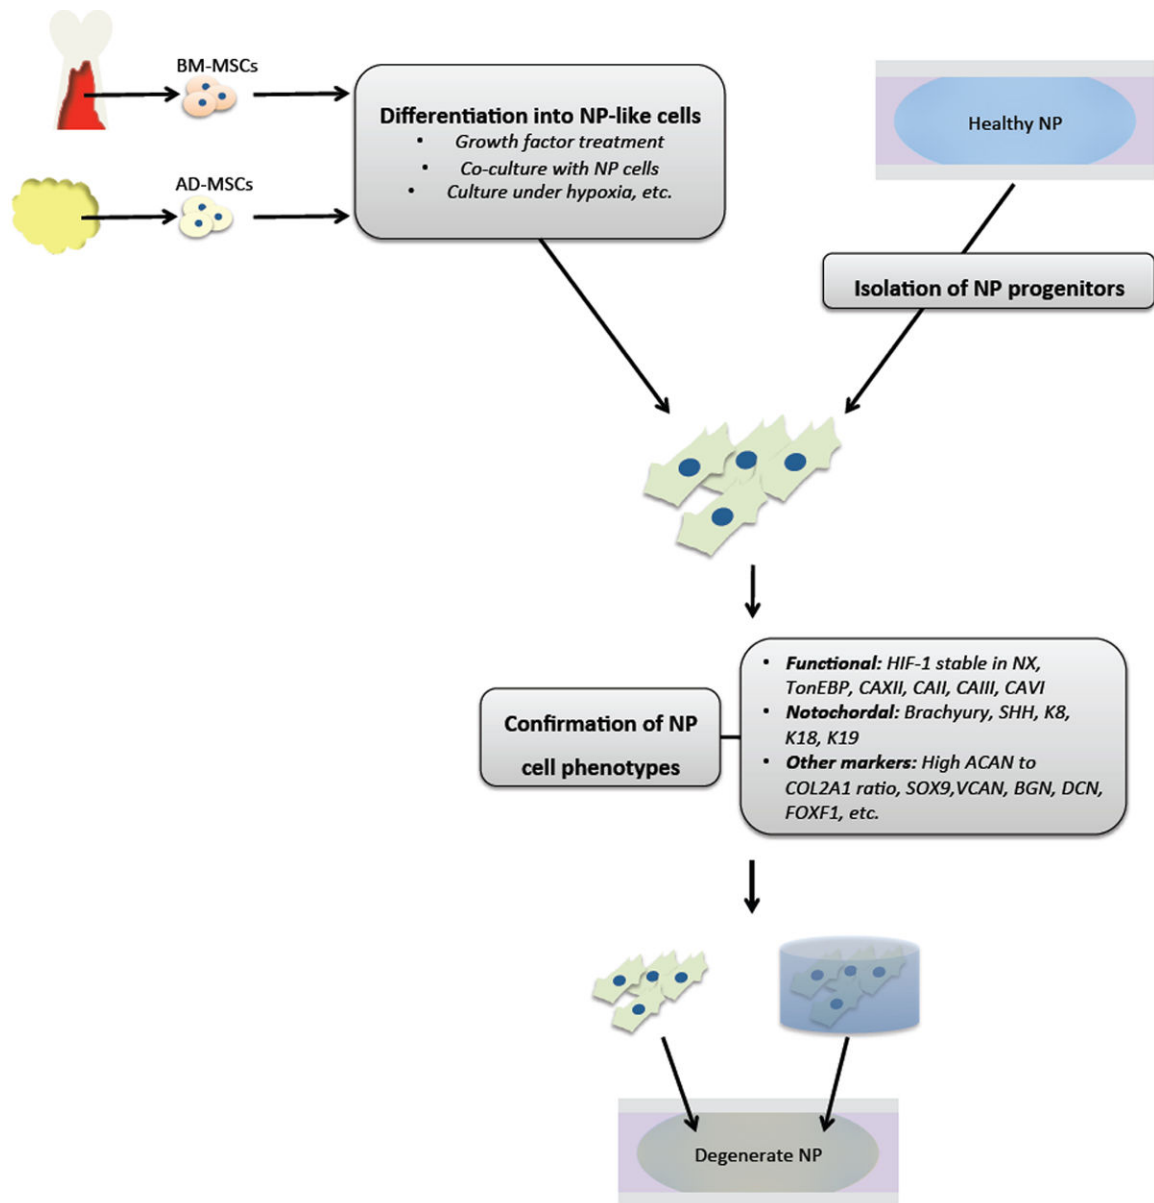 BM-MSCs
AD-MSCs
Differentiation into NP-like cells
• Growth factor treatment
• Co-culture with NP cells
• Culture under hypoxia, etc.
Healthy NP
Isolation of NP progenitors
Confirmation of NP
cell phenotypes
• Functional: HIF-1 stable in NX,
TonEBP, CAXII, CAII, CAIII, CAVI
• Notochordal: Brachyury, SHH, K8,
K18, K19
• Other markers: High ACAN to
COL2A1 ratio, SOX9,VCAN, BGN, DCN,
FOXF1, etc.
Degenerate NP